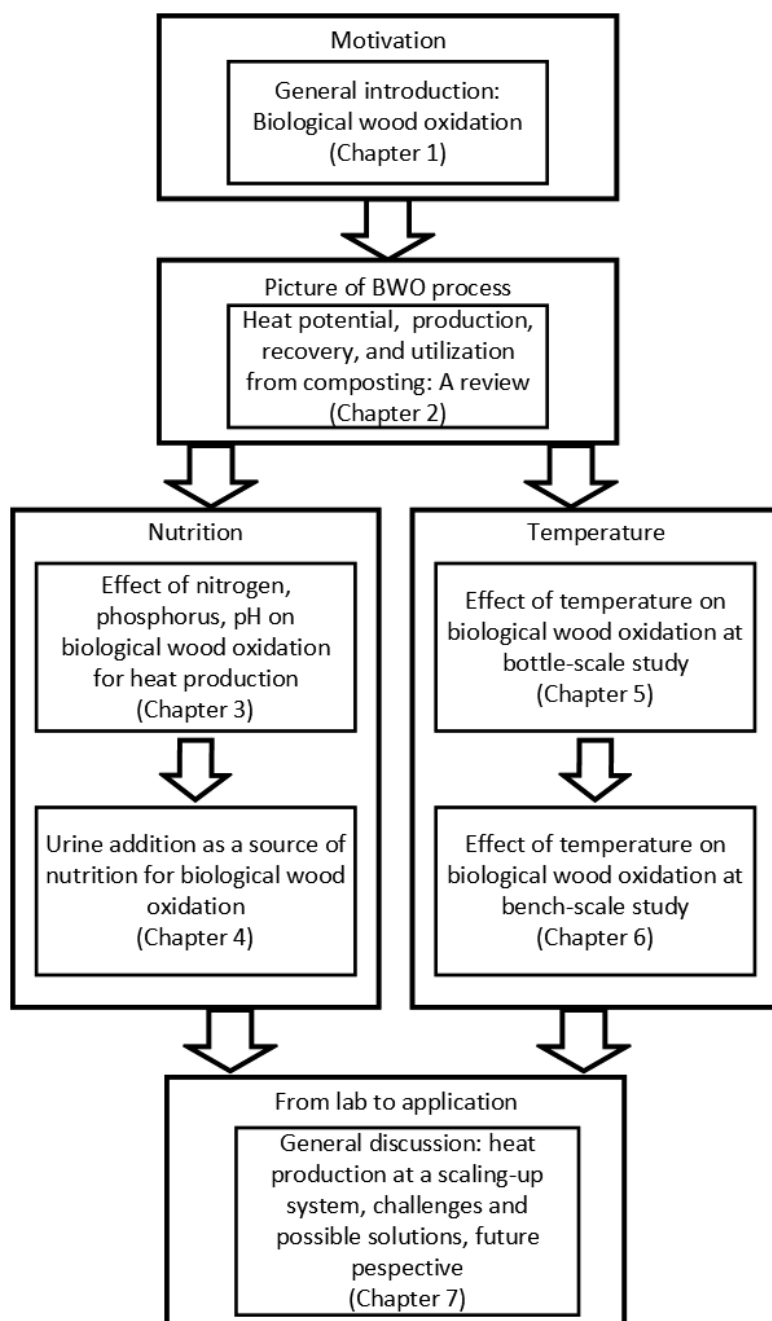 Motivation
General introduction:
Biological wood oxidation
(Chapter 1)
Picture of BWO process
Heat potential, production,
recovery, and utilization
from composting: A review
(Chapter 2)
Nutrition
Effect of nitrogen,
phosphorus, pH on
biological wood oxidation
for heat production
(Chapter 3)
Urine addition as a source of
nutrition for biological wood
oxidation
(Chapter 4)
Temperature
Effect of temperature on
biological wood oxidation at
bottle-scale study
(Chapter 5)
Effect of temperature on
biological wood oxidation at
bench-scale study
(Chapter 6)
From lab to application
General discussion: heat
production at a scaling-up
system, challenges and
possible solutions, future
pespective
(Chapter 7)